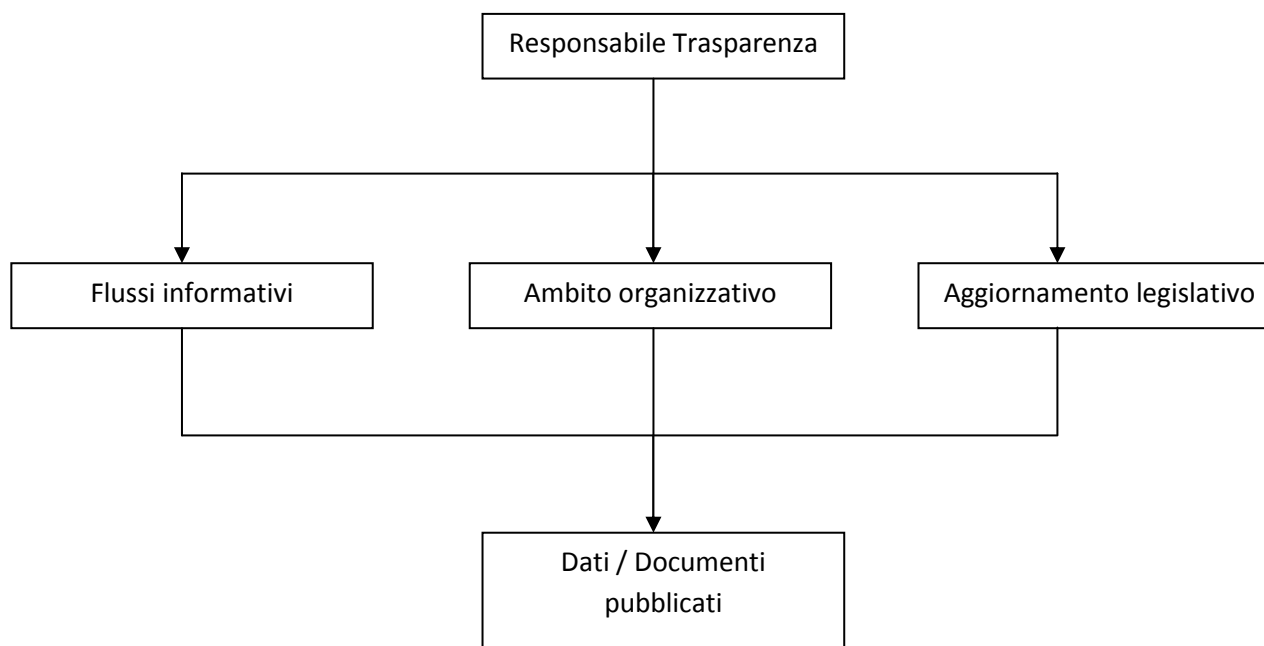 Responsabile Trasparenza
Flussi informativi
Ambito organizzativo
Aggiornamento legislativo
Dati / Documenti
pubblicati